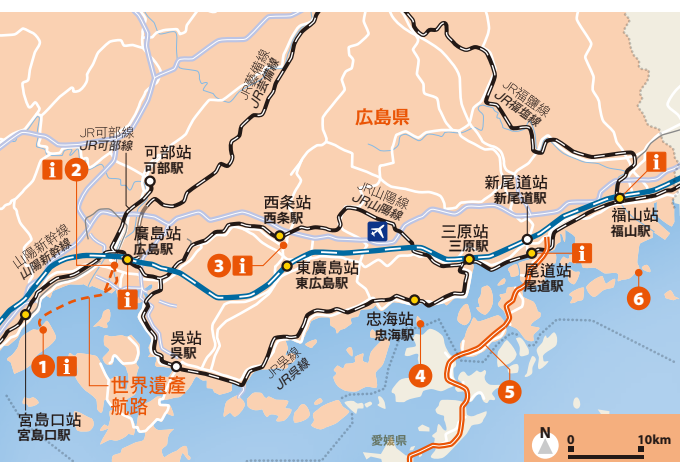 JR藝備線
JR芸備線
JR福鹽線
JR福塩線
広島県
JR可部線
JR可部線
可部站
可部駅
i 2
i
新尾道站
新尾道駅
西条站
西条駅
JR山陽線
JR山陽線
福山站
福山駅
山陽新幹線
山陽新幹線
廣島站
広島駅
三原站
三原駅
3 i
東廣島站
東広島駅
i
尾道站
尾道駅
i
6
忠海站
忠海駅
吳站
呉駅
1 i
JR吳線
JR呉線
4
5
世界遺產
航路
宮島口站
宮島口駅
愛媛県
N
0 10km